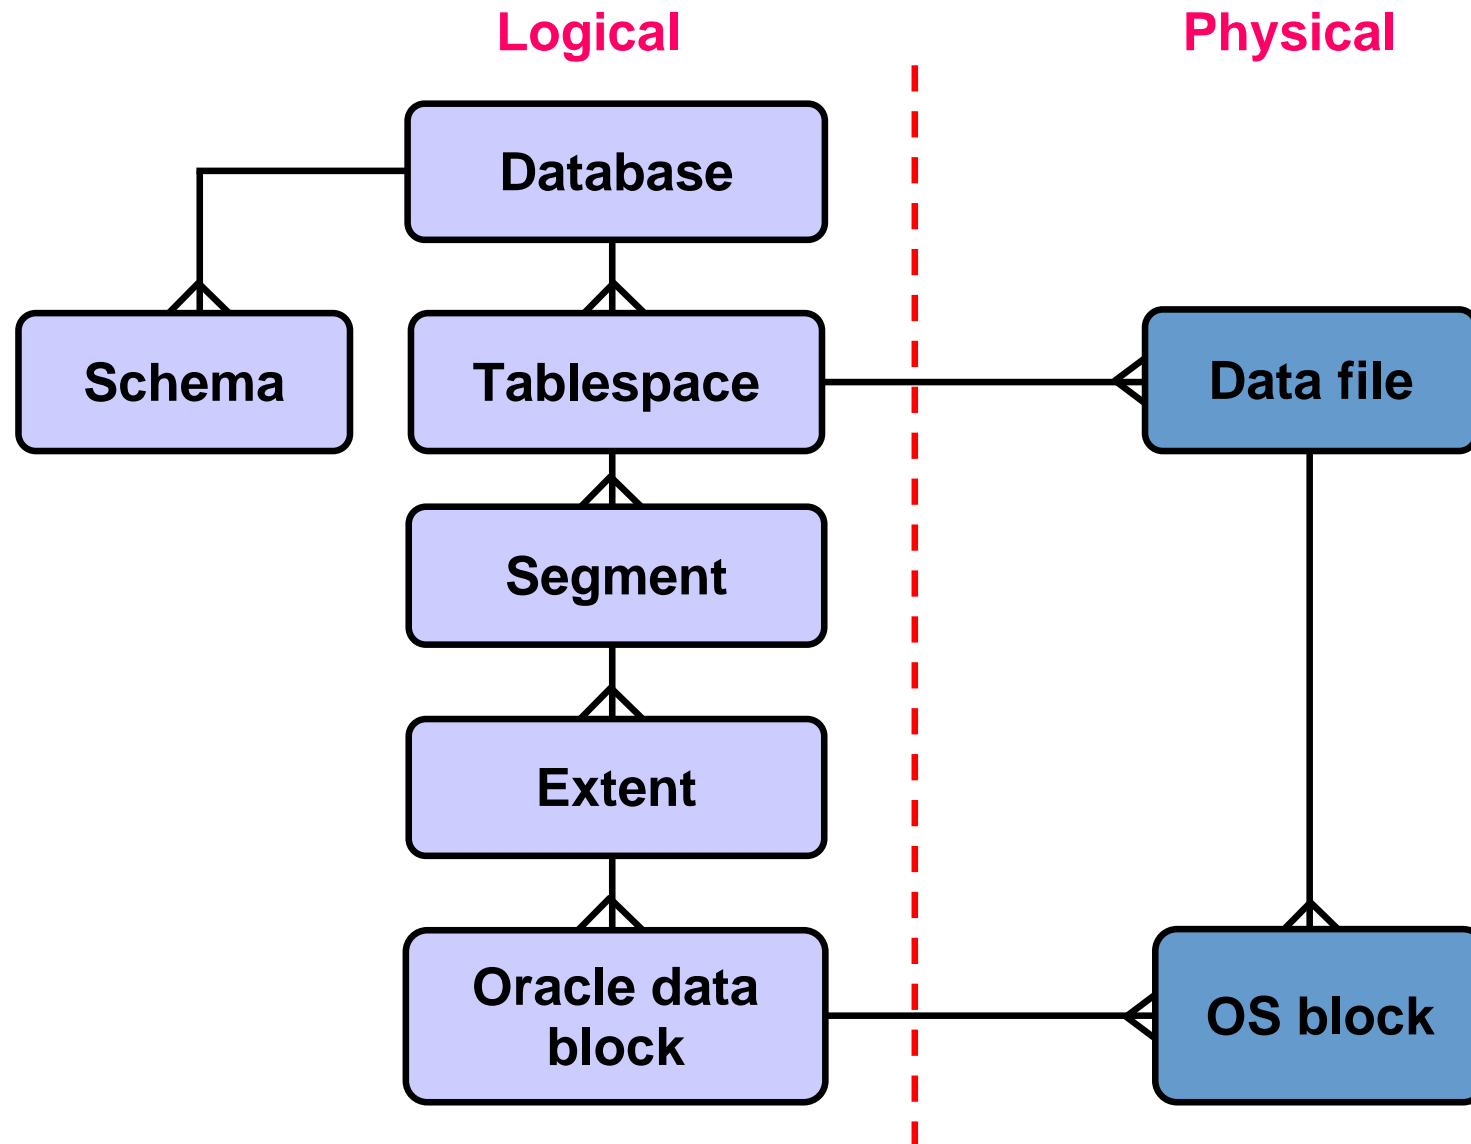 Logical
Physical
Database
Schema
Tablespace
Data file
Segment
Extent
Oracle data
block
OS block